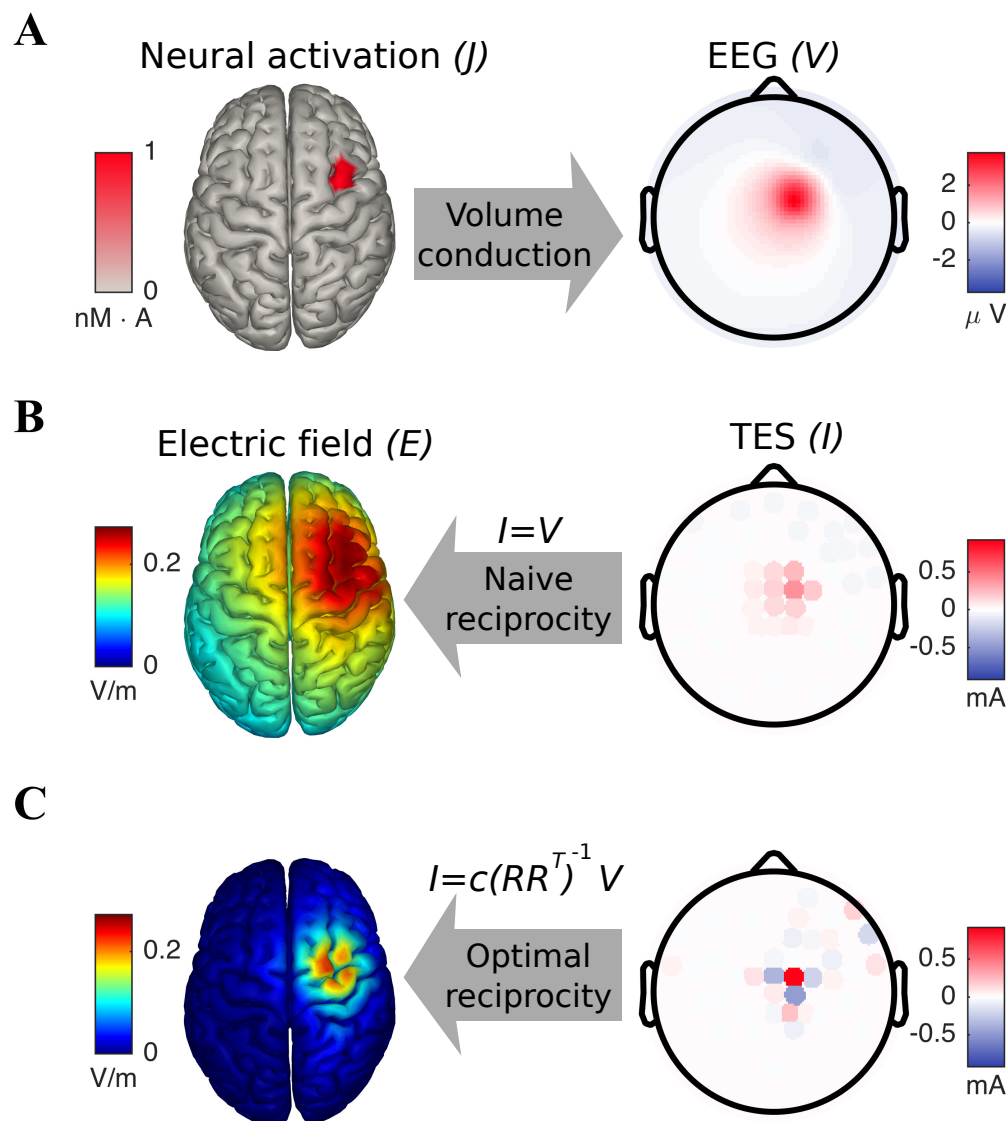 A
Neural activation (J)
EEG (V)
1
0
nM · A
Volume
conduction
2
0
-2
μ V
B
Electric field (E)
TES (I)
0.2
0
V/m
I=V
Naive
reciprocity
0.5
0
-0.5
mA
C
I=c(RRᵀ)⁻¹ V
0.2
0
V/m
Optimal
reciprocity
0.5
0
-0.5
mA